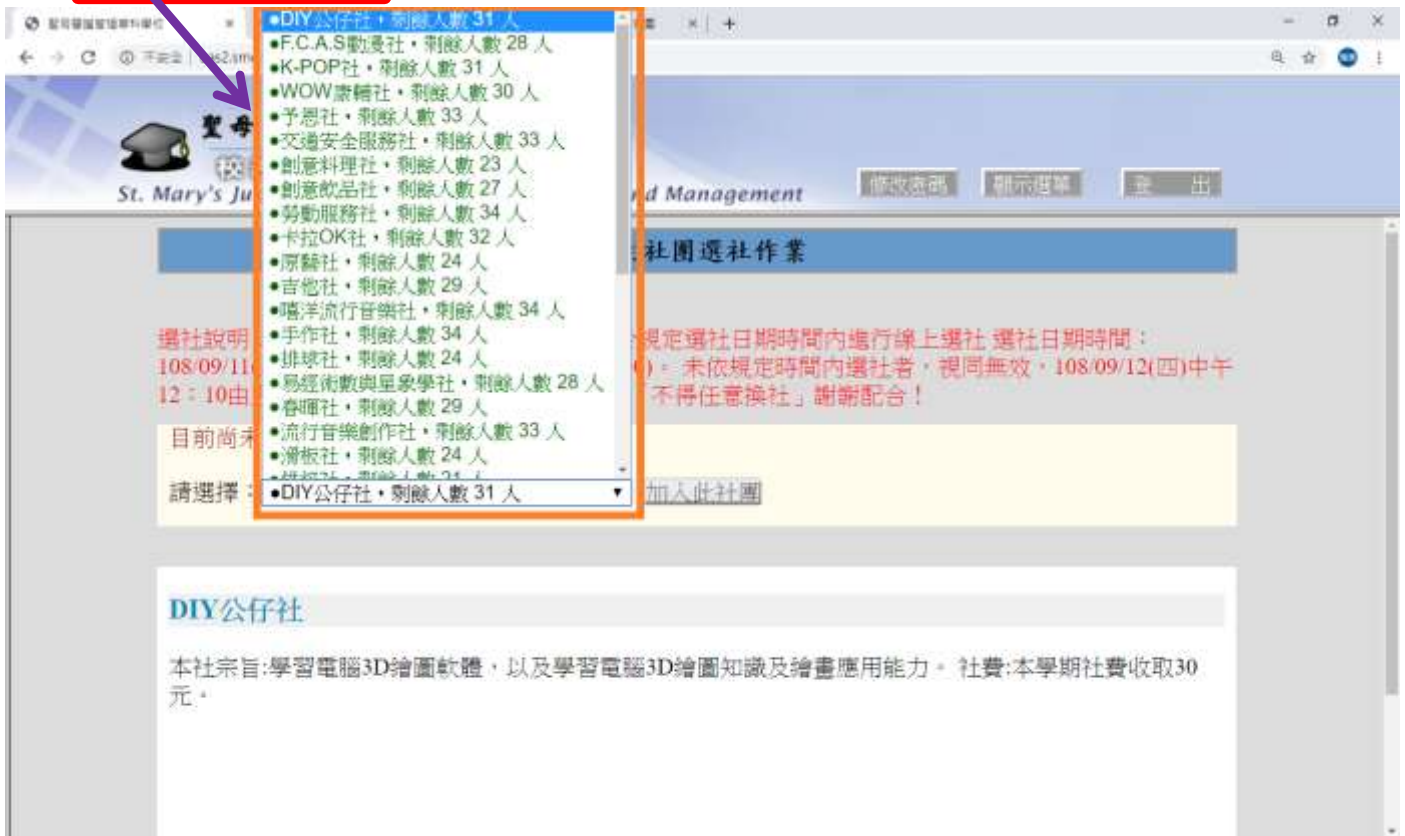 ●DIY公仔社，剩餘人數 31 人
●F.C.A.S動漫社，剩餘人數 28 人
●K-POP社，剩餘人數 31 人
●WOW康輔社，剩餘人數 30 人
●予恩社，剩餘人數 33 人
●交通安全服務社，剩餘人數 33 人
●創意料理社，剩餘人數 23 人
●創意飲品社，剩餘人數 27 人
●勞動服務社，剩餘人數 34 人
●卡拉OK社，剩餘人數 32 人
●原醫社，剩餘人數 24 人
●吉他社，剩餘人數 29 人
●嘻洋流行音樂社，剩餘人數 34 人
●手作社，剩餘人數 34 人
●排球社，剩餘人數 24 人
●易經術數與星象學社，剩餘人數 28 人
●春暉社，剩餘人數 29 人
●流行音樂創作社，剩餘人數 33 人
●滑板社，剩餘人數 24 人
●DIY公仔社，剩餘人數 31 人
不安全
聖母
St. Mary's Ju
nd Management
修改密碼 顯示選單 登 出
社團選社作業
選社說明
規定選社日期時間內進行線上選社 選社日期時間：
108/09/11
)。 未依規定時間內選社者，視同無效，108/09/12(四)中午
12：10由
不得任意換社」謝謝配合！
目前尚未
請選擇：
加入此社團
DIY公仔社
本社宗旨:學習電腦3D繪圖軟體，以及學習電腦3D繪圖知識及繪畫應用能力。 社費:本學期社費收取30
元。